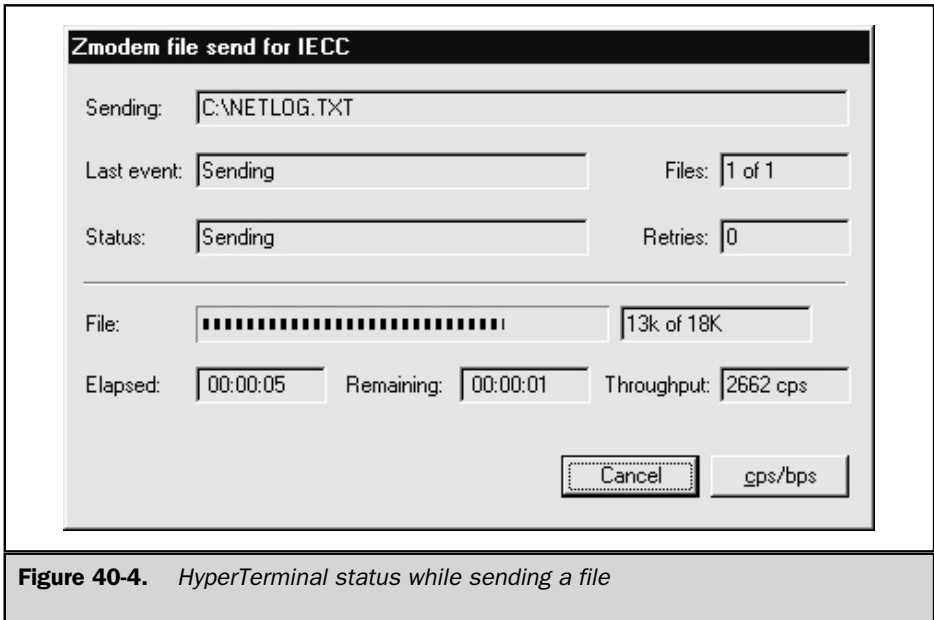 Zmodem file send for IECC
Sending: C:\NETLOG.TXT
Last event: Sending Files: 1 of 1
Status: Sending Retries: 0
File: 13k of 18K
Elapsed: 00:00:05 Remaining: 00:00:01 Throughput: 2662 cps
Cancel cps/bps
Figure 40-4. HyperTerminal status while sending a file